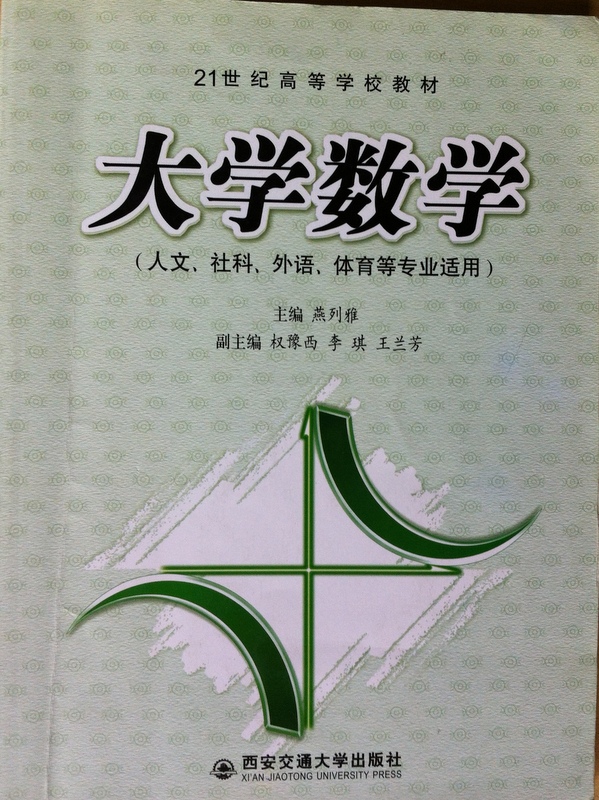 21世纪高等学校教材
大学数学
（人文、社科、外语、体育等专业适用）
主编 燕列雅
副主编 权豫西 李 琪 王兰芳
西安交通大学出版社
XI'AN JIAOTONG UNIVERSITY PRESS